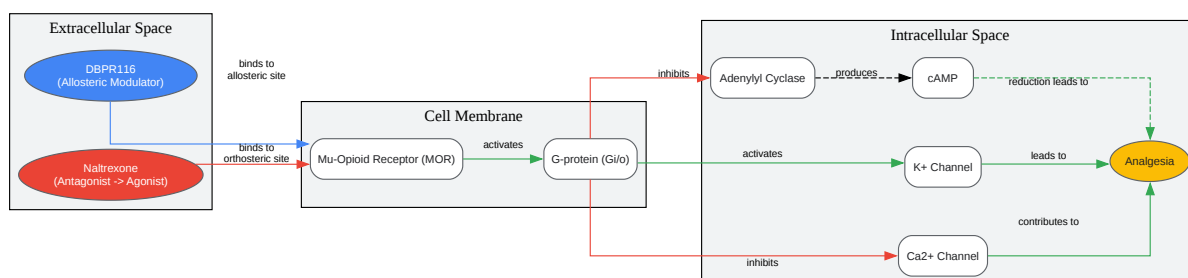 Extracellular Space
DBPR116
(Allosteric Modulator)
Naltrexone
(Antagonist -> Agonist)
binds to
allosteric site
binds to
orthosteric site
Cell Membrane
Mu-Opioid Receptor (MOR)
activates
G-protein (Gi/o)
Intracellular Space
inhibits
Adenylyl Cyclase
produces
cAMP
reduction leads to
activates
K+ Channel
leads to
Analgesia
inhibits
Ca2+ Channel
contributes to